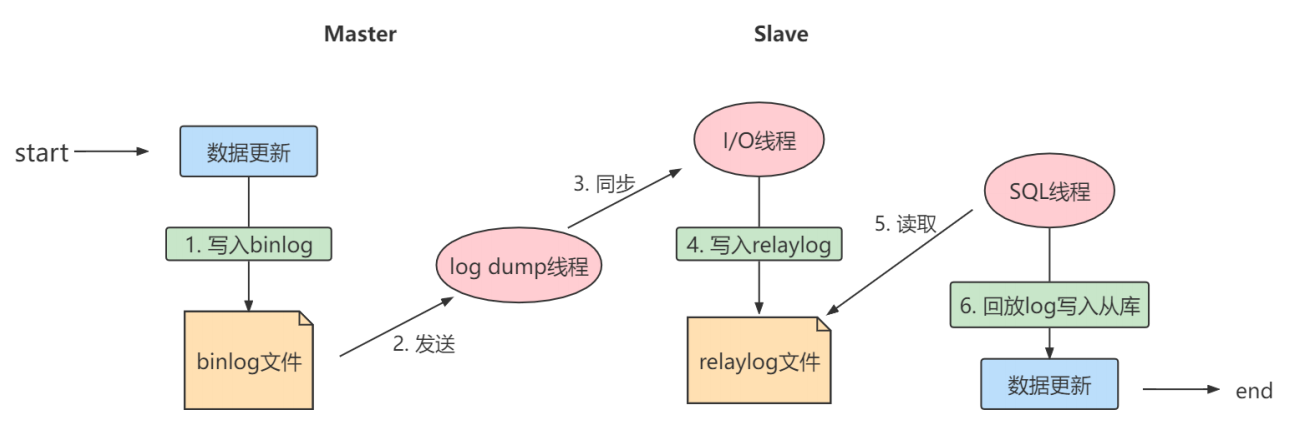 Master
Slave
start
数据更新
1. 写入binlog
binlog文件
2. 发送
log dump线程
3. 同步
I/O线程
4. 写入relaylog
relaylog文件
5. 读取
SQL线程
6. 回放log写入从库
数据更新
end